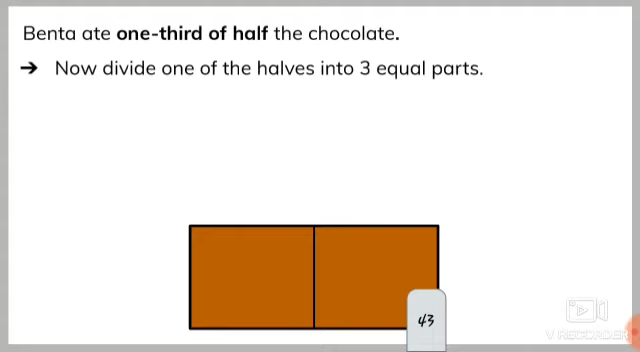 Benta ate one-third of half the chocolate.
➔ Now divide one of the halves into 3 equal parts.
43
V RECORDER